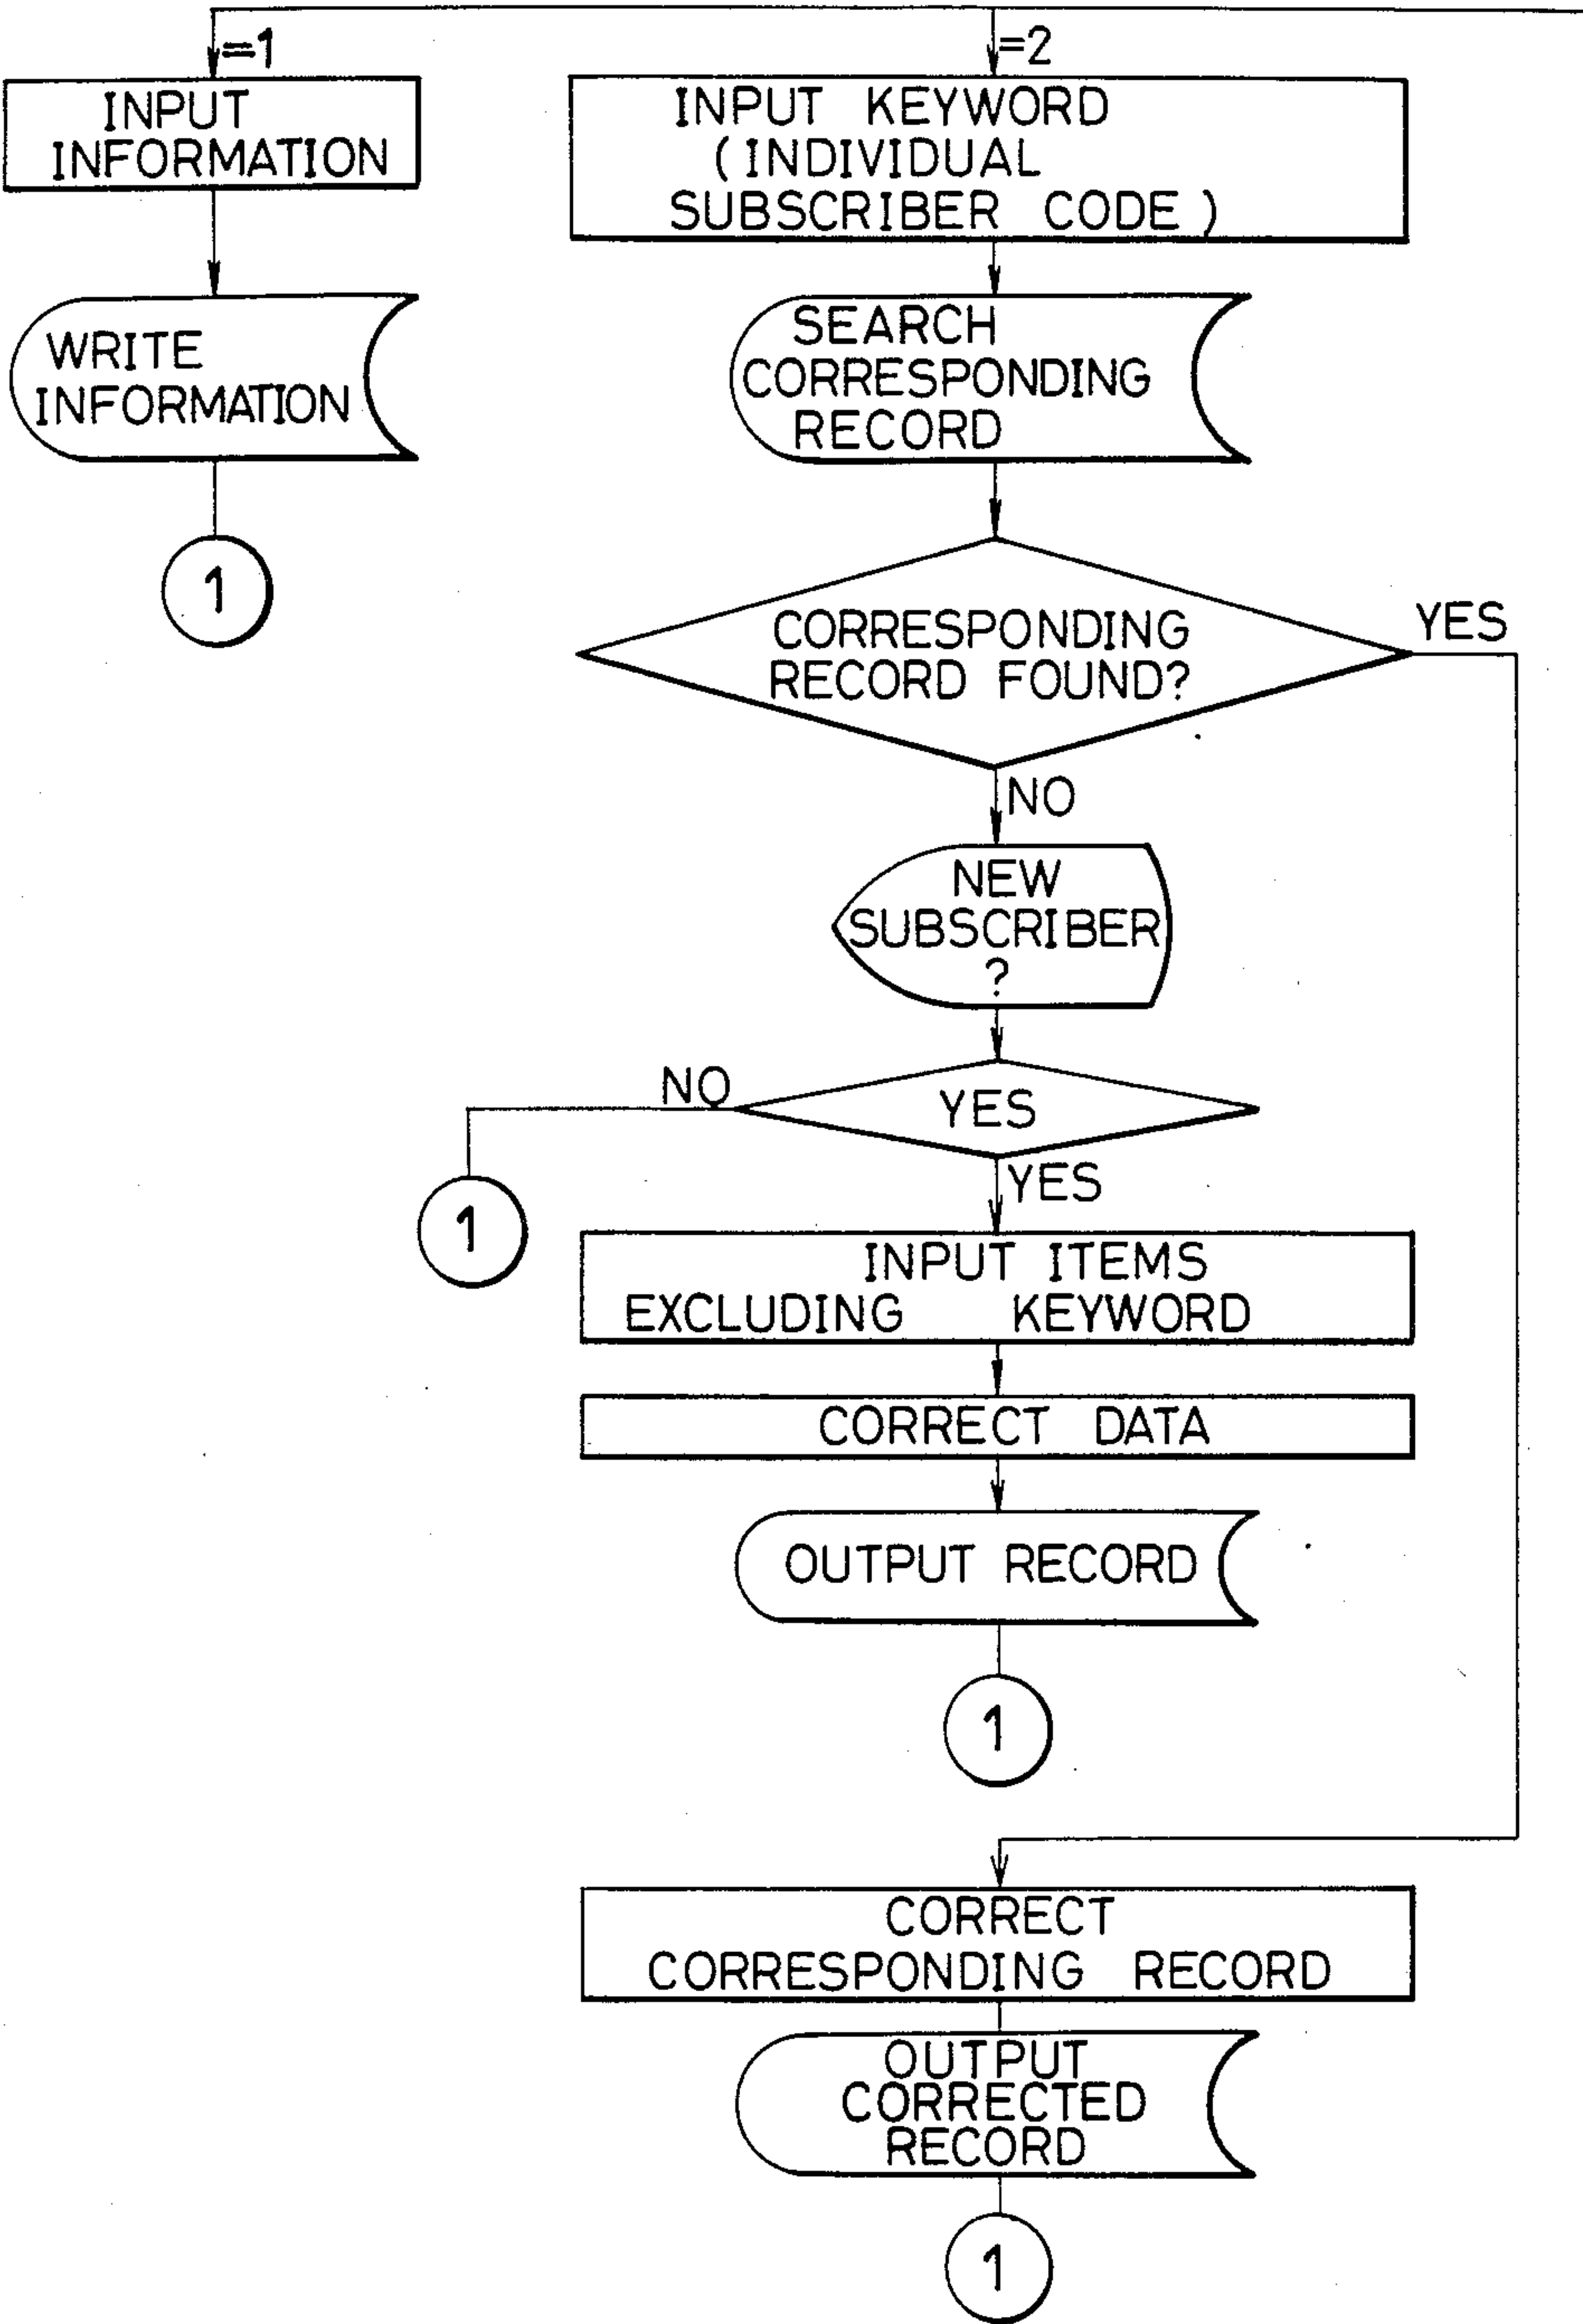 =1
INPUT
INFORMATION
WRITE
INFORMATION
1
=2
INPUT KEYWORD
(INDIVIDUAL
SUBSCRIBER CODE)
SEARCH
CORRESPONDING
RECORD
CORRESPONDING
RECORD FOUND?
YES
NO
NEW
SUBSCRIBER
?
NO
YES
YES
1
INPUT ITEMS
EXCLUDING KEYWORD
CORRECT DATA
OUTPUT RECORD
1
CORRECT
CORRESPONDING RECORD
OUTPUT
CORRECTED
RECORD
1